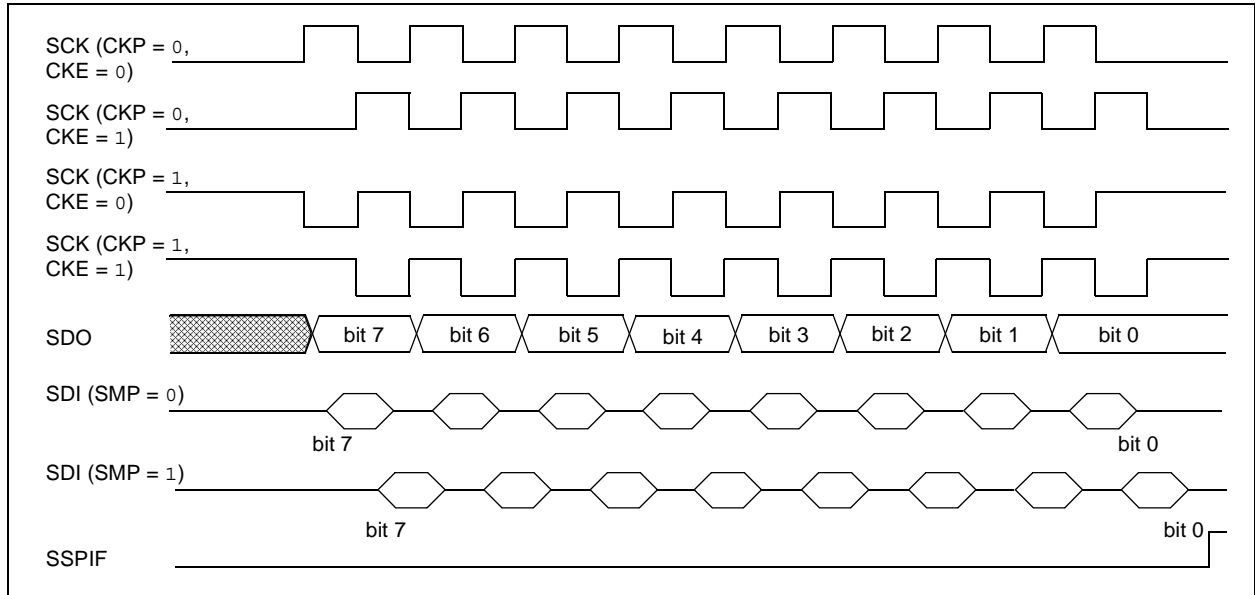 SCK (CKP = 0,
CKE = 0)
SCK (CKP = 0,
CKE = 1)
SCK (CKP = 1,
CKE = 0)
SCK (CKP = 1,
CKE = 1)
SDO bit 7 bit 6 bit 5 bit 4 bit 3 bit 2 bit 1 bit 0
SDI (SMP = 0)
bit 7 bit 0
SDI (SMP = 1)
bit 7 bit 0
SSPIF